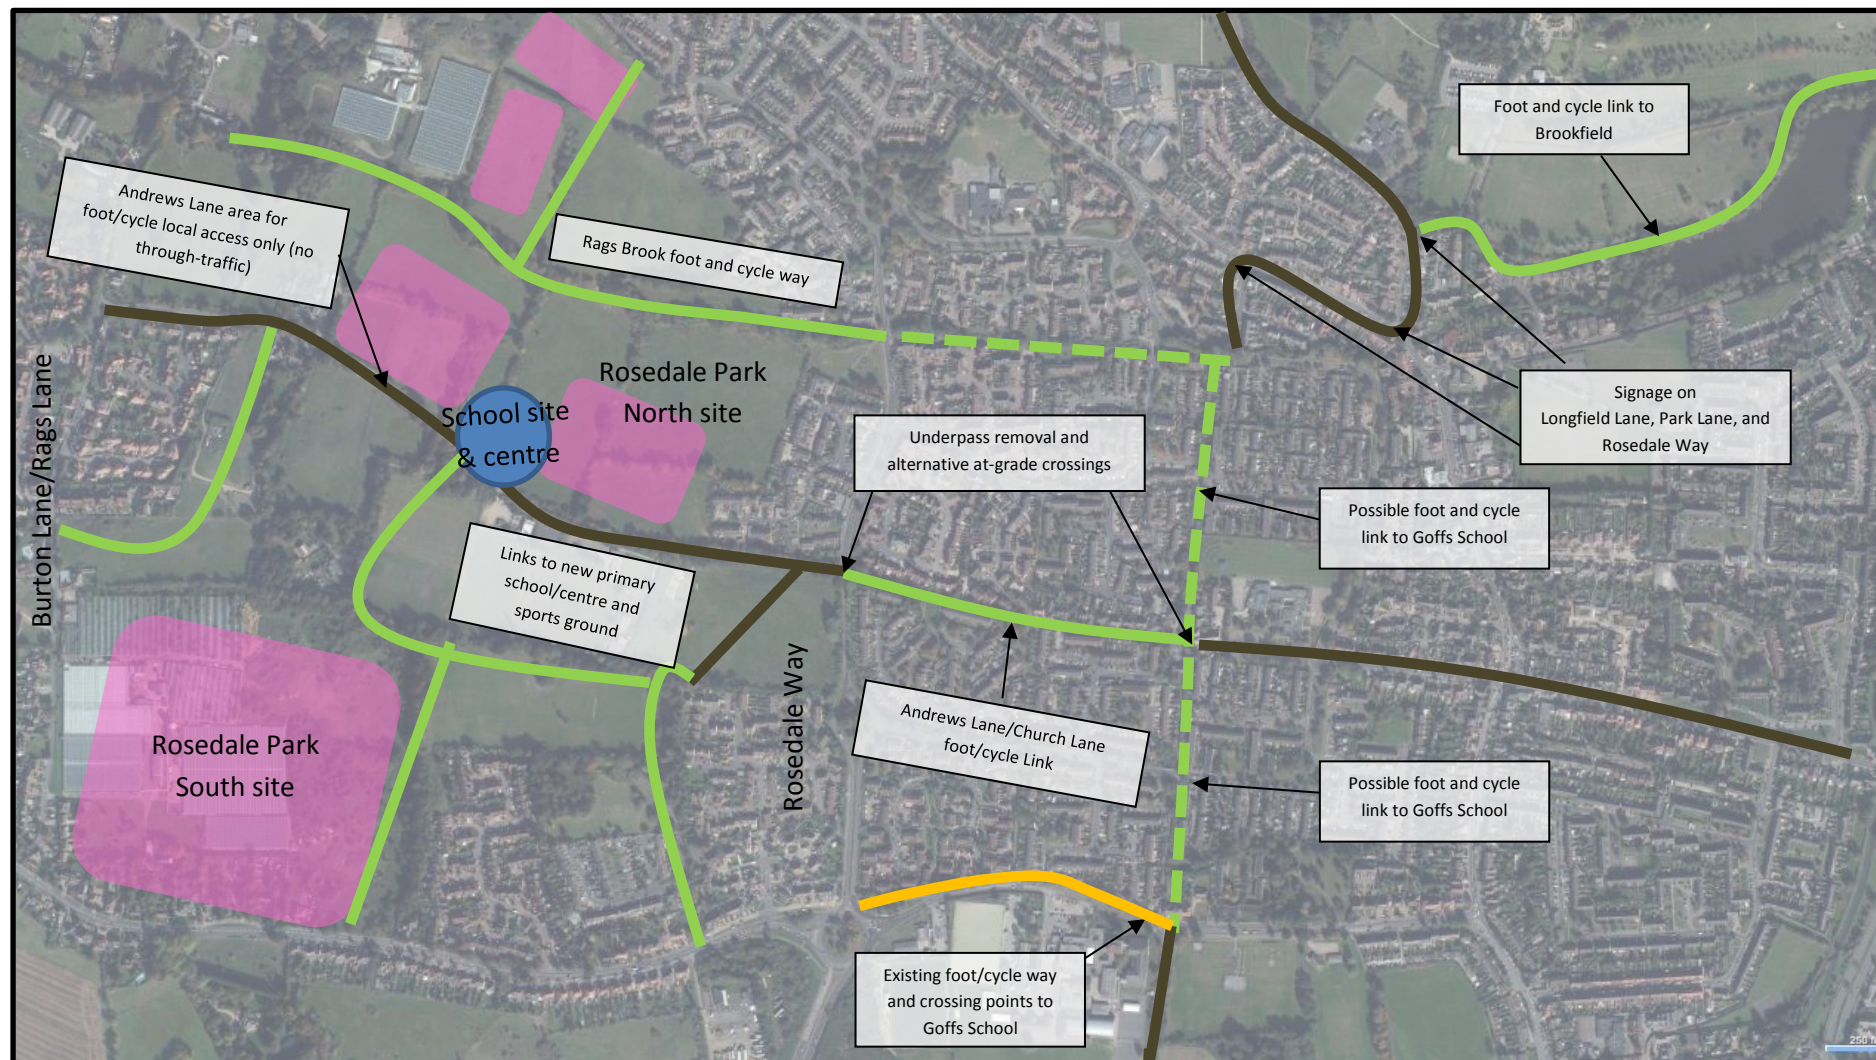 Foot and cycle link to
Brookfield
Andrews Lane area for
foot/cycle local access only (no
through-traffic)
Rags Brook foot and cycle way
Burton Lane/Rags Lane
Rosedale Park
North site
School site
& centre
Signage on
Longfield Lane, Park Lane, and
Rosedale Way
Underpass removal and
alternative at-grade crossings
Possible foot and cycle
link to Goffs School
Links to new primary
school/centre and
sports ground
Rosedale Way
Andrews Lane/Church Lane
foot/cycle Link
Rosedale Park
South site
Possible foot and cycle
link to Goffs School
Existing foot/cycle way
and crossing points to
Goffs School